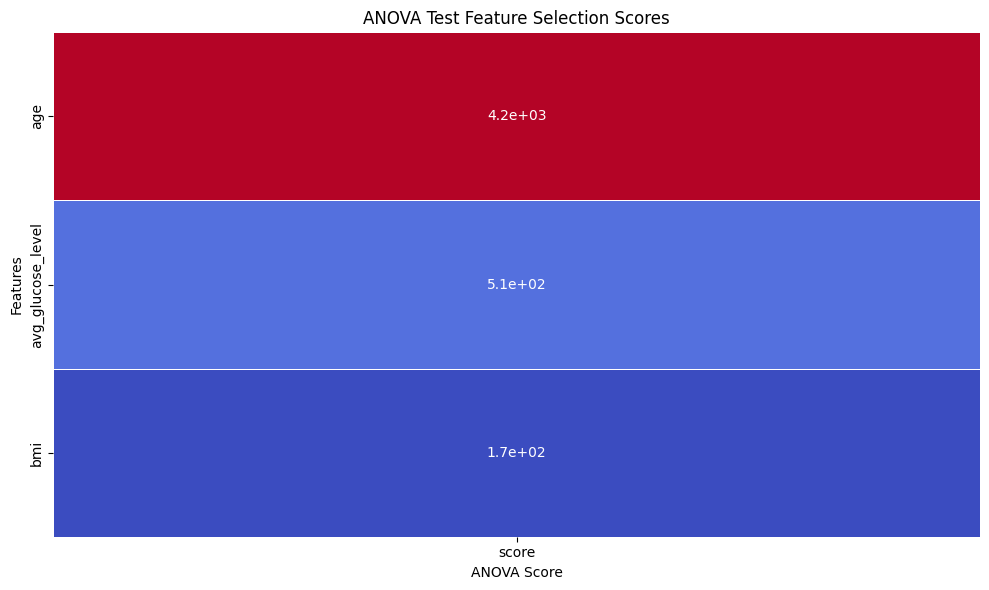 ANOVA Test Feature Selection Scores
Features
age
4.2e+03
avg_glucose_level
5.1e+02
bmi
1.7e+02
score
ANOVA Score